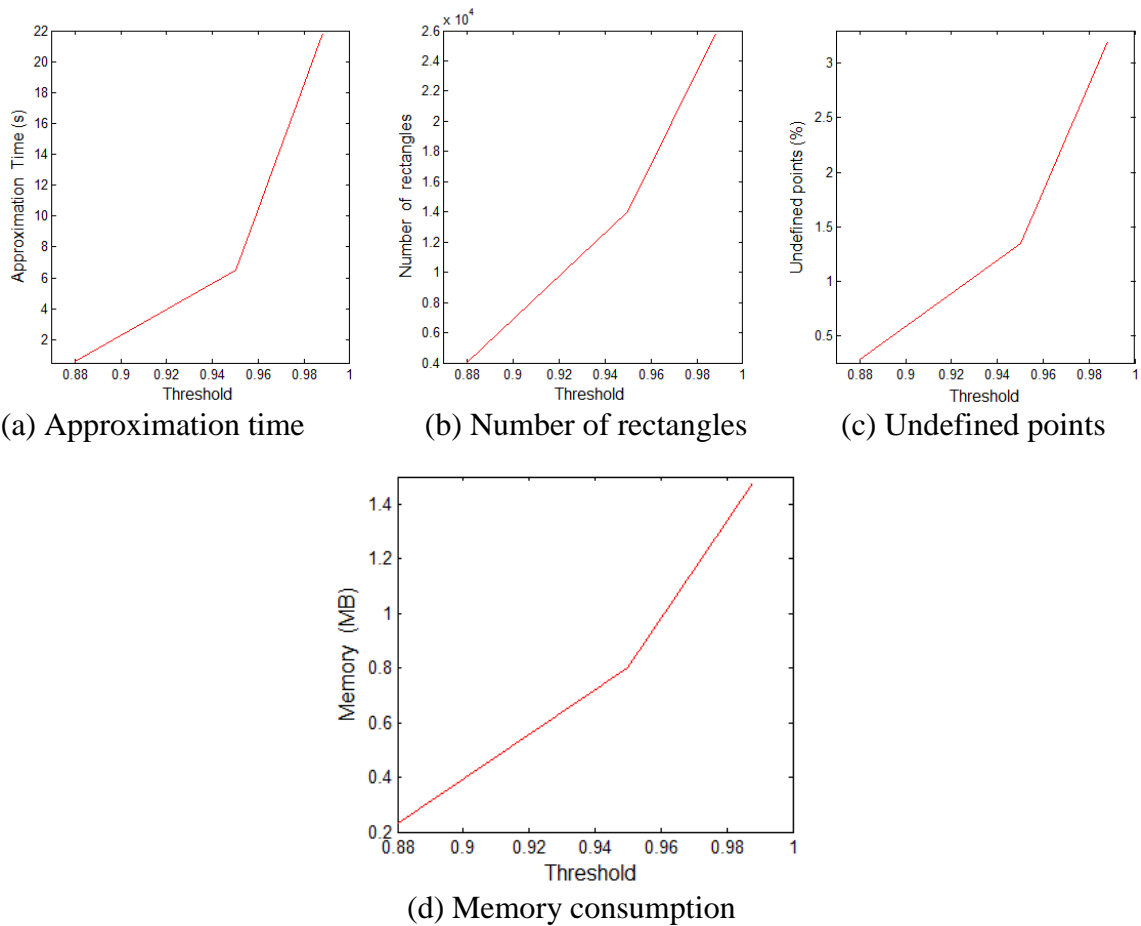 Approximation Time (s)
22
20
18
16
14
12
10
8
6
4
2
0.88 0.9 0.92 0.94 0.96 0.98 1
Threshold
(a) Approximation time
x 10^4
Number of rectangles
2.6
2.4
2.2
2
1.8
1.6
1.4
1.2
1
0.8
0.6
0.4
0.88 0.9 0.92 0.94 0.96 0.98 1
Threshold
(b) Number of rectangles
Undefined points (%)
3
2.5
2
1.5
1
0.5
0.88 0.9 0.92 0.94 0.96 0.98 1
Threshold
(c) Undefined points
Memory (MB)
1.4
1.2
1
0.8
0.6
0.4
0.2
0.88 0.9 0.92 0.94 0.96 0.98 1
Threshold
(d) Memory consumption